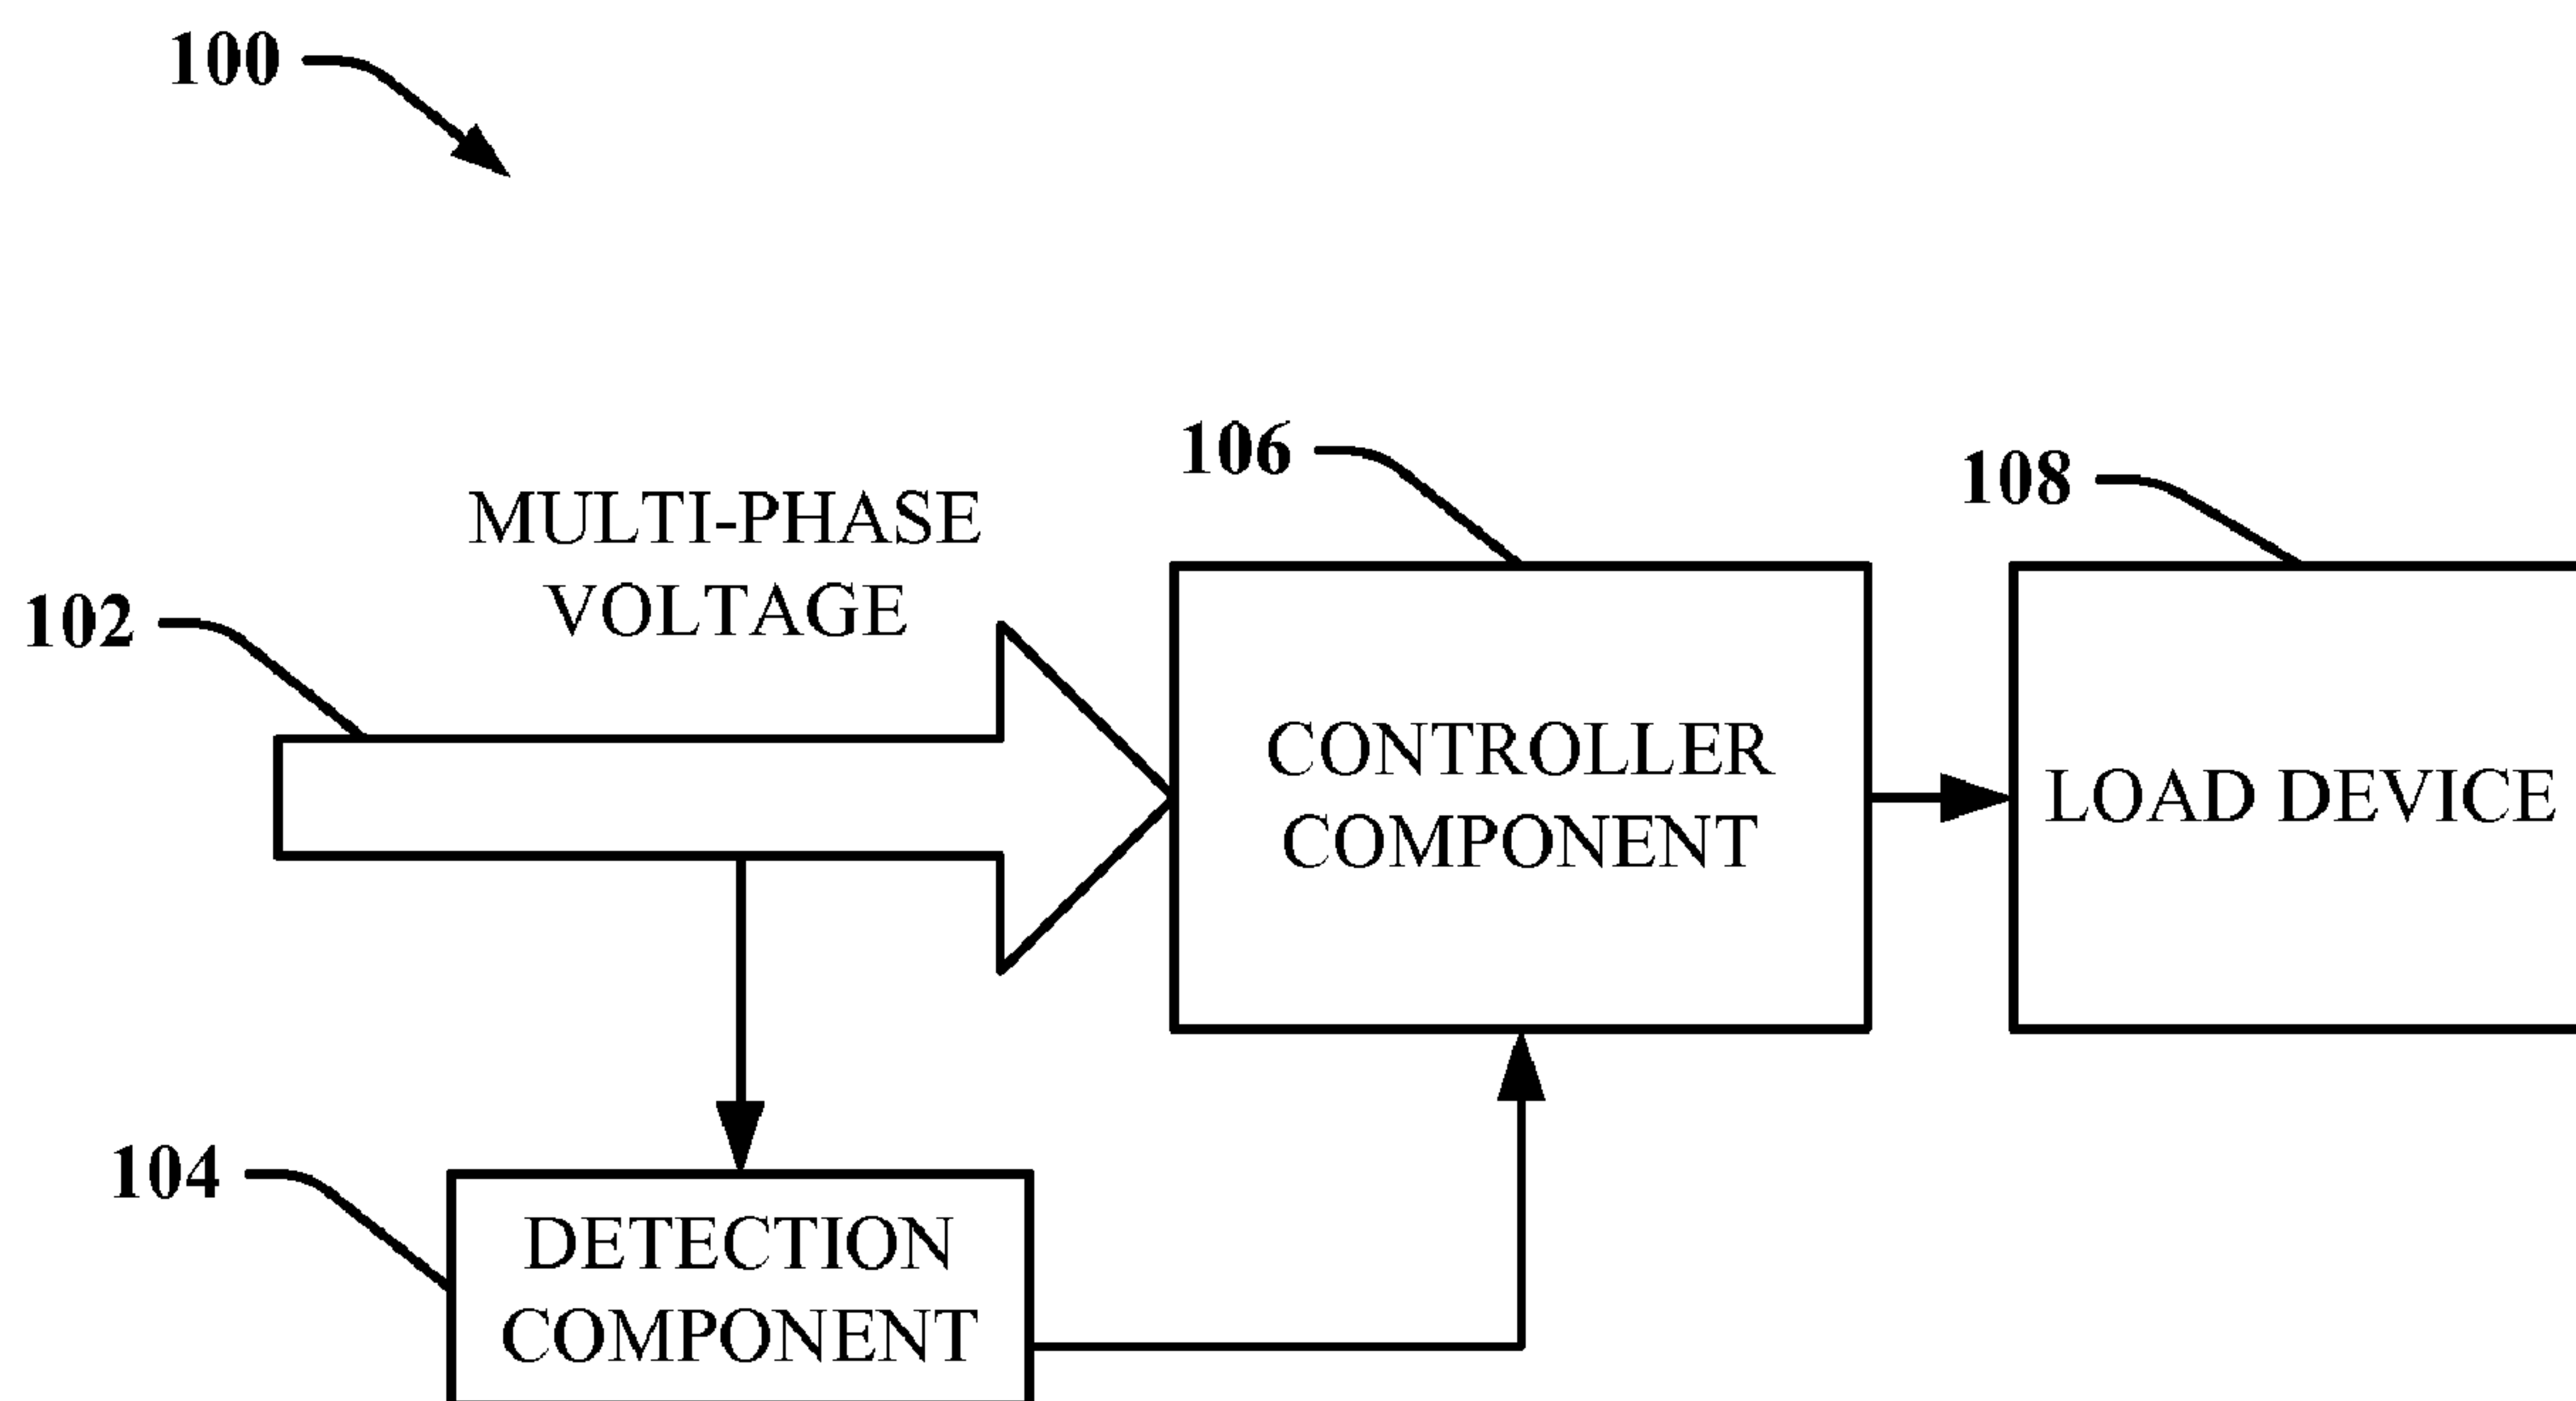 100
106
108
MULTI-PHASE
VOLTAGE
102
CONTROLLER
COMPONENT
LOAD DEVICE
104
DETECTION
COMPONENT